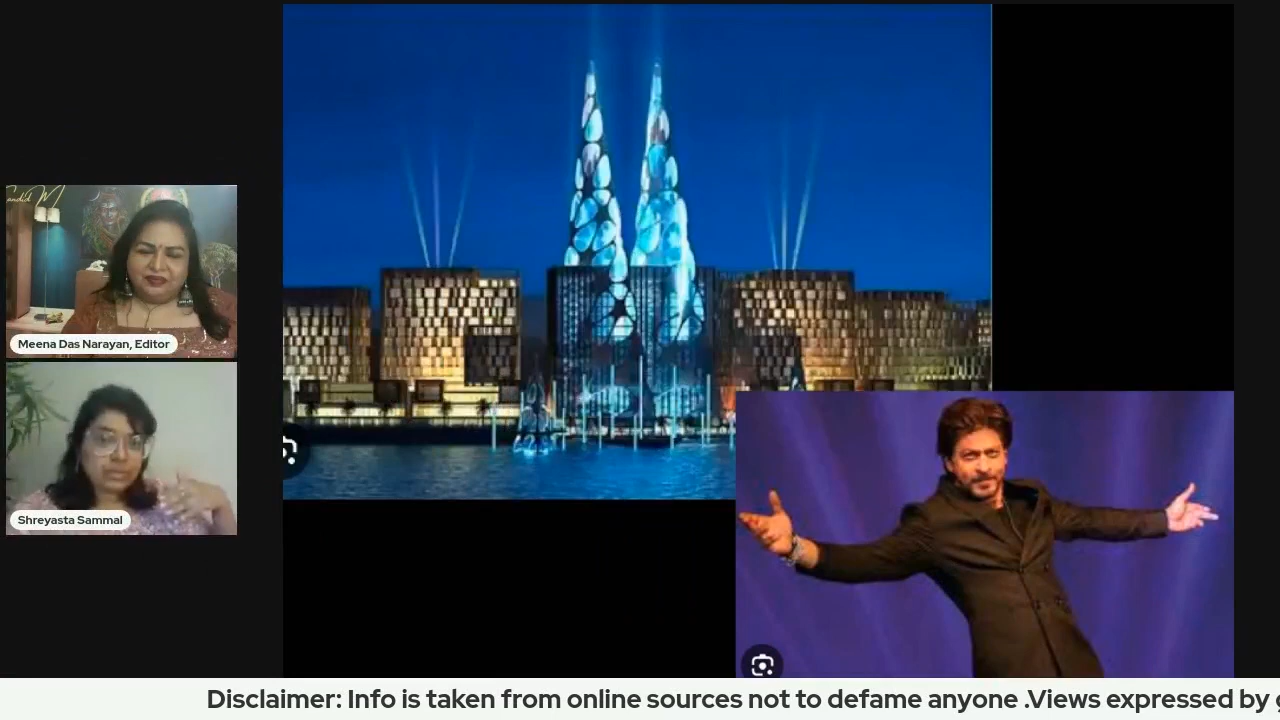 andid M
Meena Das Narayan, Editor
Shreyasta Sammal
Disclaimer: Info is taken from online sources not to defame anyone .Views expressed by